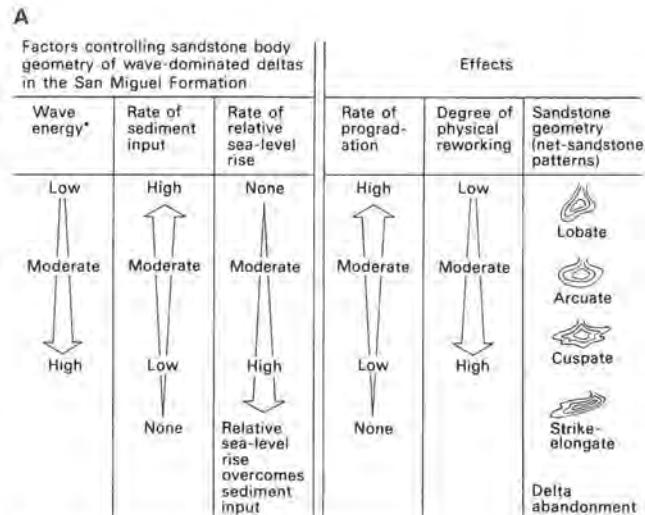 A
Factors controlling sandstone body
geometry of wave-dominated deltas
in the San Miguel Formation
Effects
Wave
energy*
Rate of
sediment
input
Rate of
relative
sea-level
rise
Rate of
prograd-
ation
Degree of
physical
reworking
Sandstone
geometry
(net-sandstone
patterns)
Low
High
None
High
Low
Lobate
Moderate
Moderate
Moderate
Moderate
Moderate
Arcuate
High
Low
High
Low
High
Cuspate
None
Relative
sea-level
rise
overcomes
sediment
input
None
Strike-
elongate
Delta
abandonment